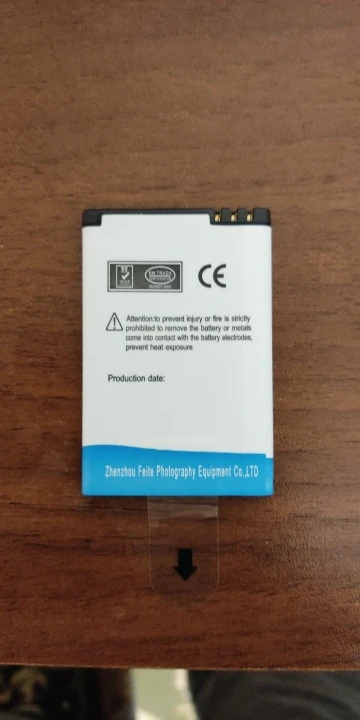 CE
Attention:to prevent injury or fire is strictly
prohibited to remove the battery or metals
come into contact with the battery electrodes,
prevent heat exposure
Production date:
Zhenzhou Feite Photography Equipment Co.,LTD